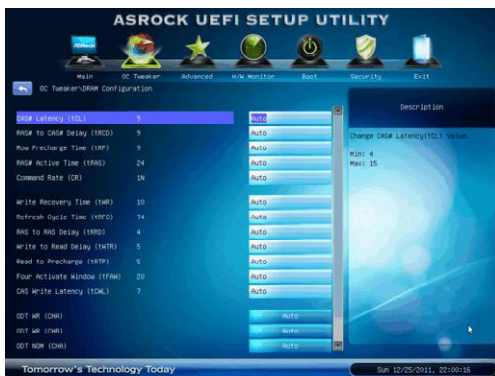 ASROCK UEFI SETUP UTILITY
ASRock
Main OC Tweaker Advanced H/W Monitor Boot Security Exit
OC Tweaker\DRAM Configuration
Description
CAS# Latency (tCL) 9 Auto
Change CAS# Latency(tCL) Value.
Min: 4
Max: 15
RAS# to CAS# Delay (tRCD) 9 Auto
Row Precharge Time (tRP) 9 Auto
RAS# Active Time (tRAS) 24 Auto
Command Rate (CR) 1N Auto
Write Recovery Time (tWR) 10 Auto
Refresh Cycle Time (tRFC) 74 Auto
RAS to RAS Delay (tRRD) 4 Auto
Write to Read Delay (tWTR) 5 Auto
Read to Precharge (tRTP) 5 Auto
Four Activate Window (tFAW) 20 Auto
CAS Write Latency (tCWL) 7 Auto
ODT WR (CHA) Auto
ODT WR (CHB) Auto
ODT NOM (CHA) Auto
Tomorrow's Technology Today
Sun 12/25/2011, 22:00:16